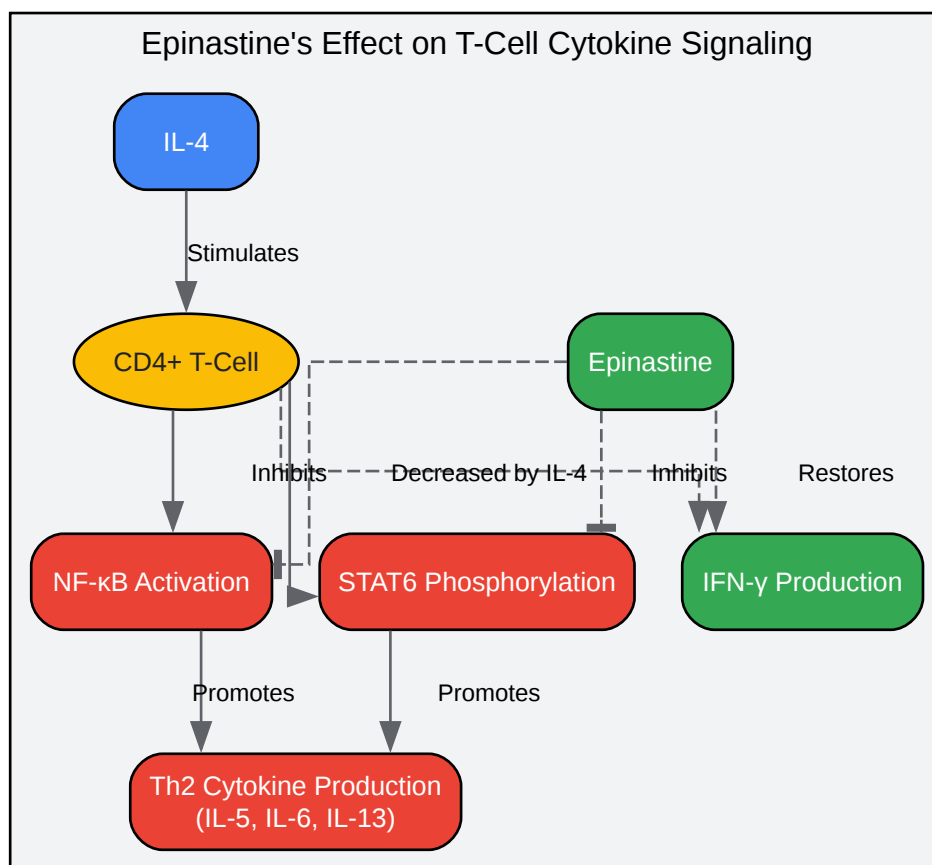 Epinastine's Effect on T-Cell Cytokine Signaling
IL-4
Stimulates
CD4+ T-Cell
Epinastine
Inhibits
Decreased by IL-4
Inhibits
Restores
NF-κB Activation
STAT6 Phosphorylation
IFN-γ Production
Promotes
Promotes
Th2 Cytokine Production
(IL-5, IL-6, IL-13)